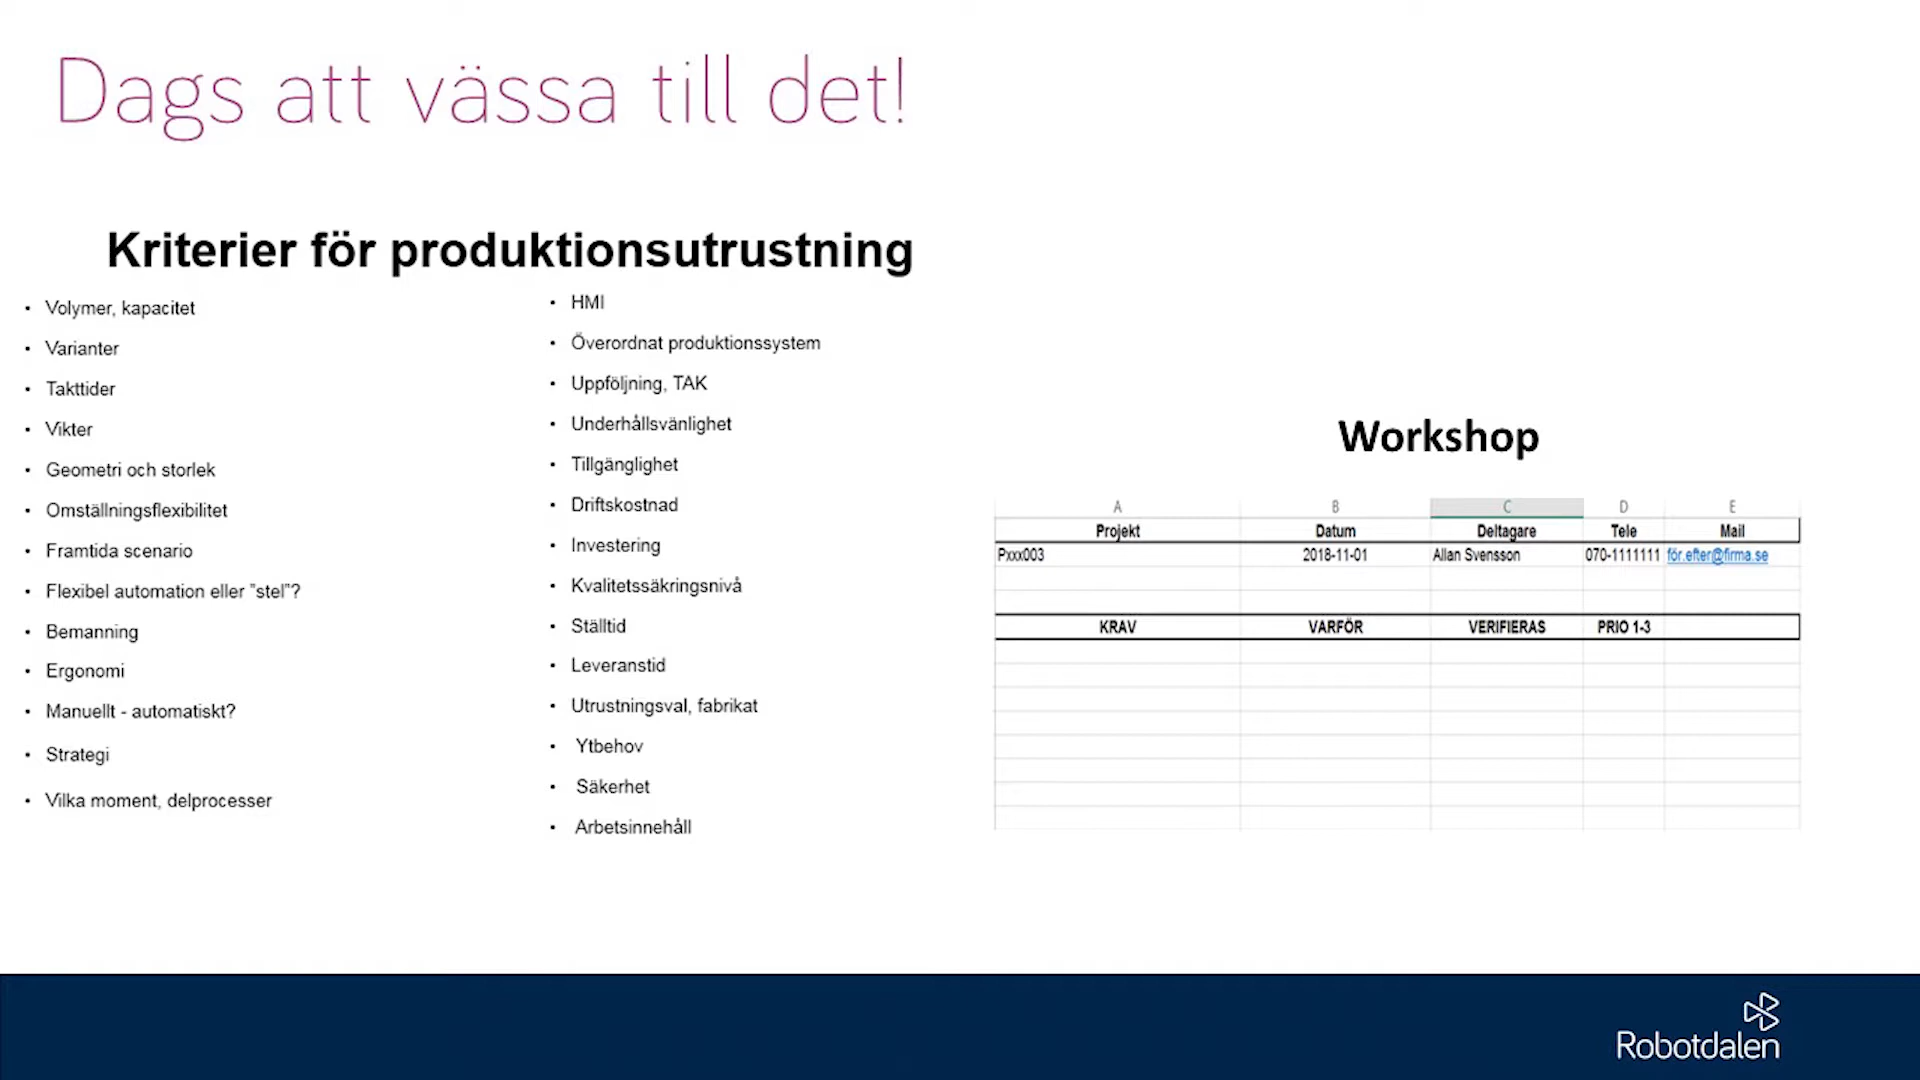 Dags att vässa till det!
Kriterier för produktionsutrustning
• Volymer, kapacitet
• Varianter
• Takttider
• Vikter
• Geometri och storlek
• Omställningsflexibilitet
• Framtida scenario
• Flexibel automation eller ”stel”?
• Bemanning
• Ergonomi
• Manuellt - automatiskt?
• Strategi
• Vilka moment, delprocesser
• HMI
• Överordnat produktionssystem
• Uppföljning, TAK
• Underhållsvänlighet
• Tillgänglighet
• Driftskostnad
• Investering
• Kvalitetssäkringsnivå
• Ställtid
• Leveranstid
• Utrustningsval, fabrikat
• Ytbehov
• Säkerhet
• Arbetsinnehåll
Workshop
A B C D E
Projekt Datum Deltagare Tele Mail
Pxxx003 2018-11-01 Allan Svensson 070-1111111 för.efter@firma.se
KRAV VARFÖR VERIFIERAS PRIO 1-3
Robotdalen